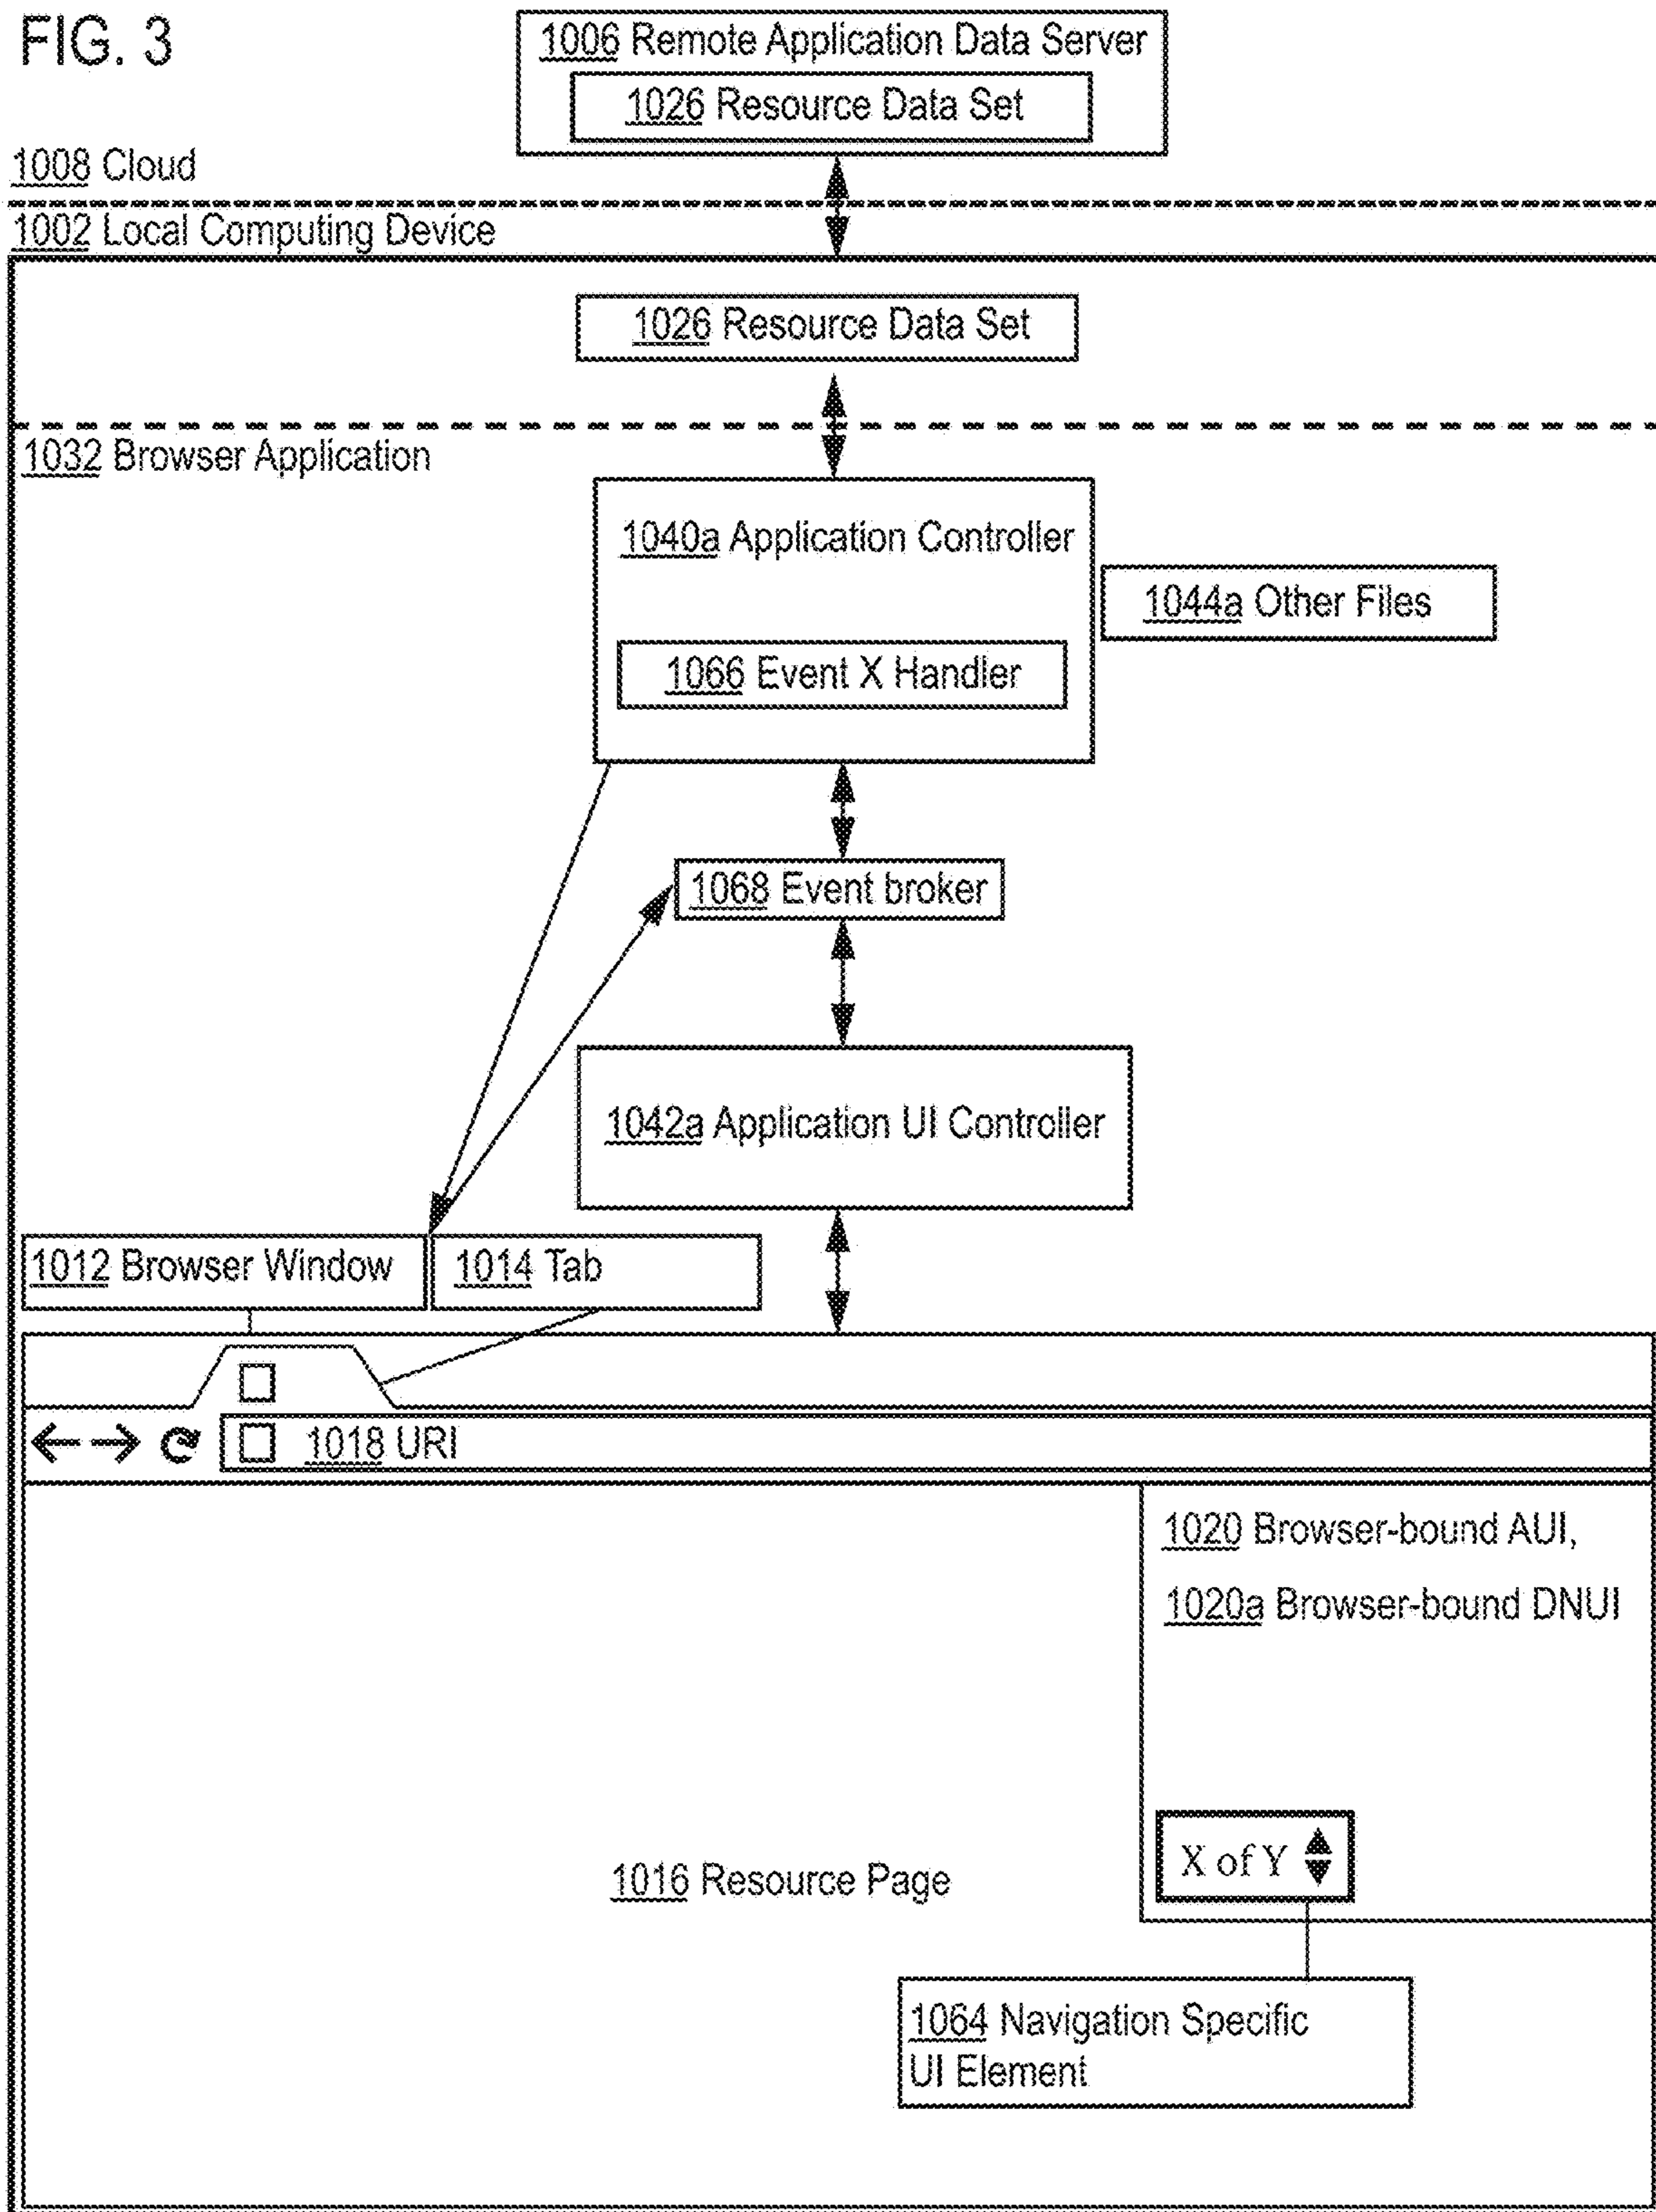 FIG. 3
1006 Remote Application Data Server
1026 Resource Data Set
1008 Cloud
1002 Local Computing Device
1026 Resource Data Set
1032 Browser Application
1040a Application Controller
1044a Other Files
1066 Event X Handler
1068 Event broker
1042a Application UI Controller
1012 Browser Window
1014 Tab
1018 URI
1020 Browser-bound AUI,
1020a Browser-bound DNUI
X of Y
1016 Resource Page
1064 Navigation Specific
UI Element